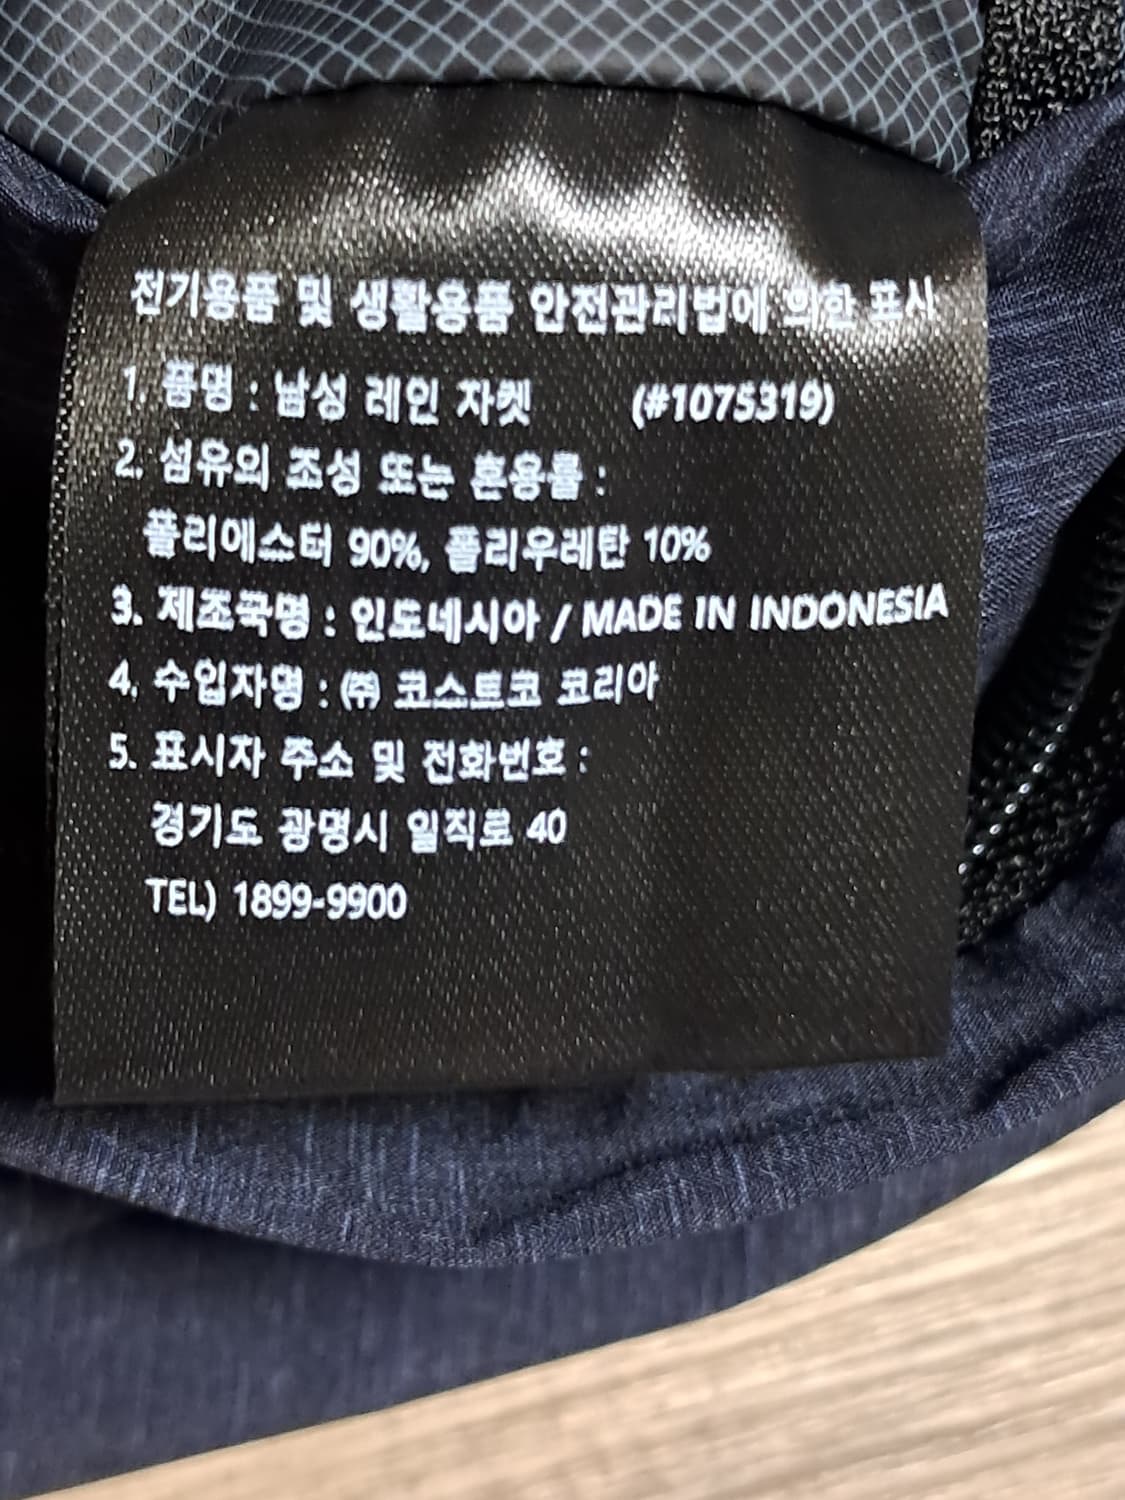 전기용품 및 생활용품 안전관리법에 의한 표시
1. 품명 : 남성 레인 자켓 (#1075319)
2. 섬유의 조성 또는 혼용률 :
폴리에스터 90%, 폴리우레탄 10%
3. 제조국명 : 인도네시아 / MADE IN INDONESIA
4. 수입자명 : ㈜ 코스트코 코리아
5. 표시자 주소 및 전화번호 :
경기도 광명시 일직로 40
TEL) 1899-9900